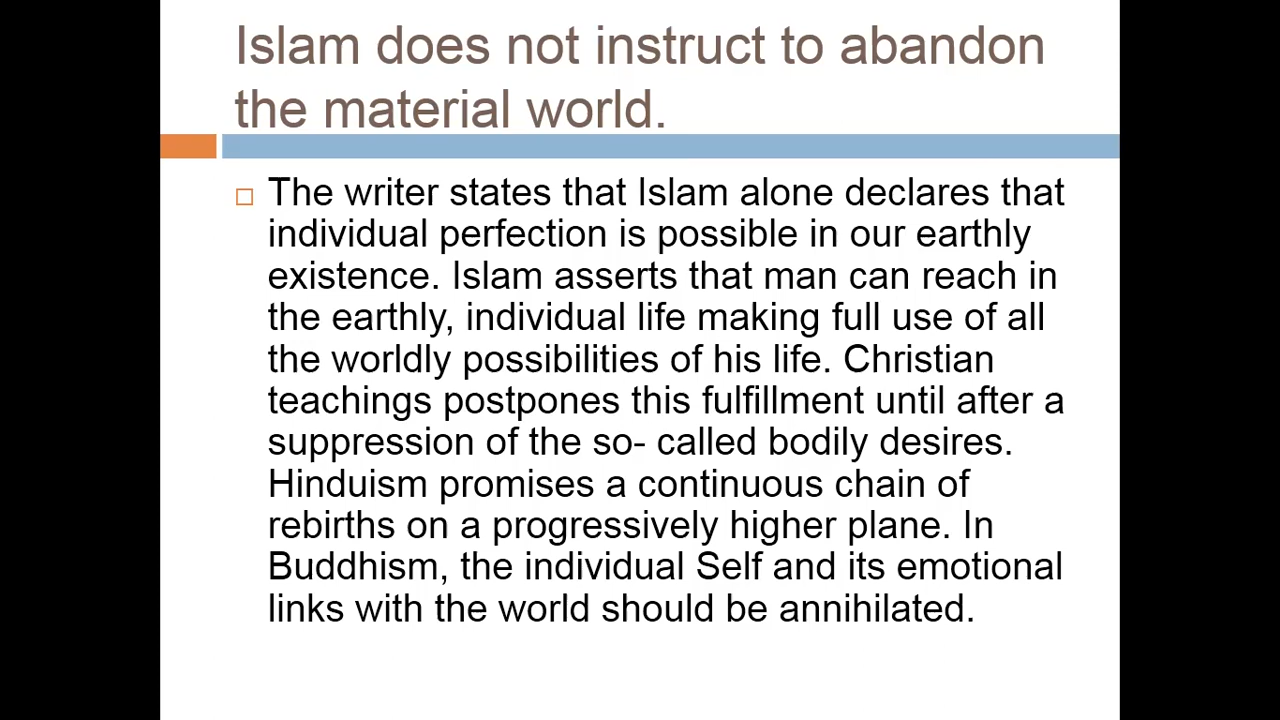 Islam does not instruct to abandon
the material world.
The writer states that Islam alone declares that
individual perfection is possible in our earthly
existence. Islam asserts that man can reach in
the earthly, individual life making full use of all
the worldly possibilities of his life. Christian
teachings postpones this fulfillment until after a
suppression of the so- called bodily desires.
Hinduism promises a continuous chain of
rebirths on a progressively higher plane. In
Buddhism, the individual Self and its emotional
links with the world should be annihilated.